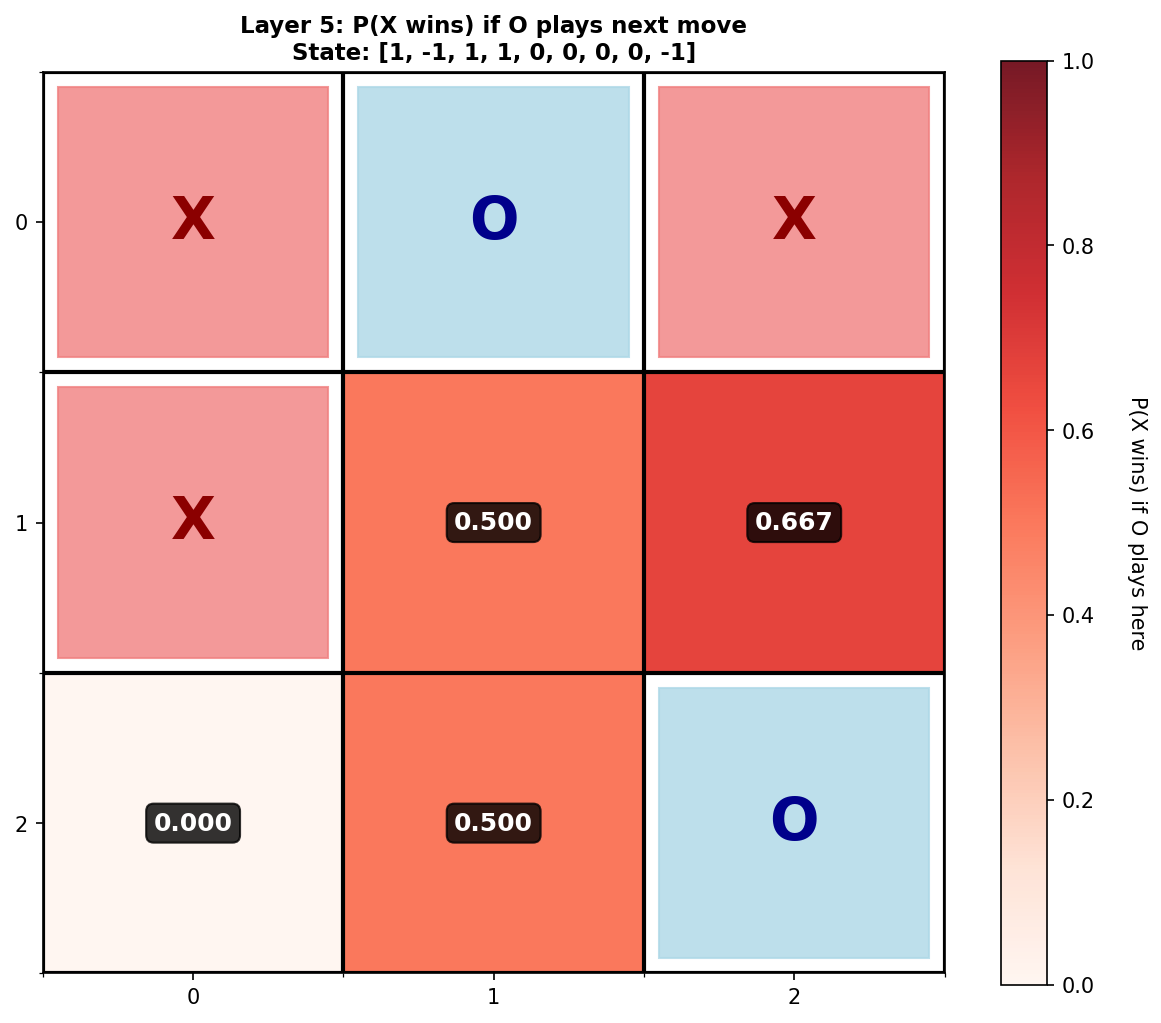 Layer 5: P(X wins) if O plays next move
State: [1, -1, 1, 1, 0, 0, 0, 0, -1]
X
O
X
0
X
0.500
0.667
1
0.000
0.500
O
2
0
1
2
1.0
0.8
0.6
0.4
0.2
0.0
P(X wins) if O plays here